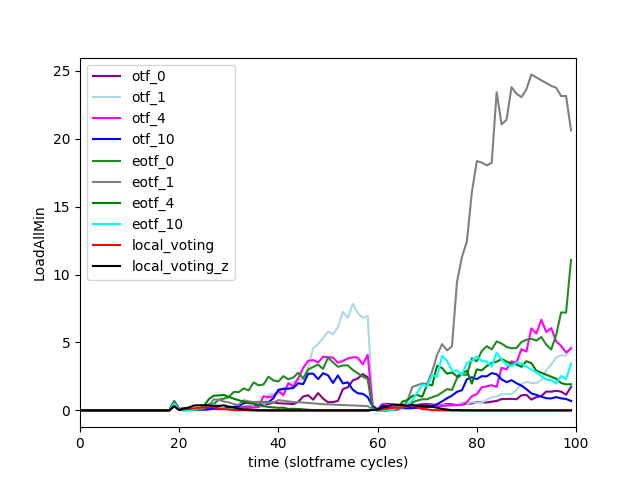 25
20
15
10
5
0
LoadAllMin
otf_0
otf_1
otf_4
otf_10
eotf_0
eotf_1
eotf_4
eotf_10
local_voting
local_voting_z
0 20 40 60 80 100
time (slotframe cycles)